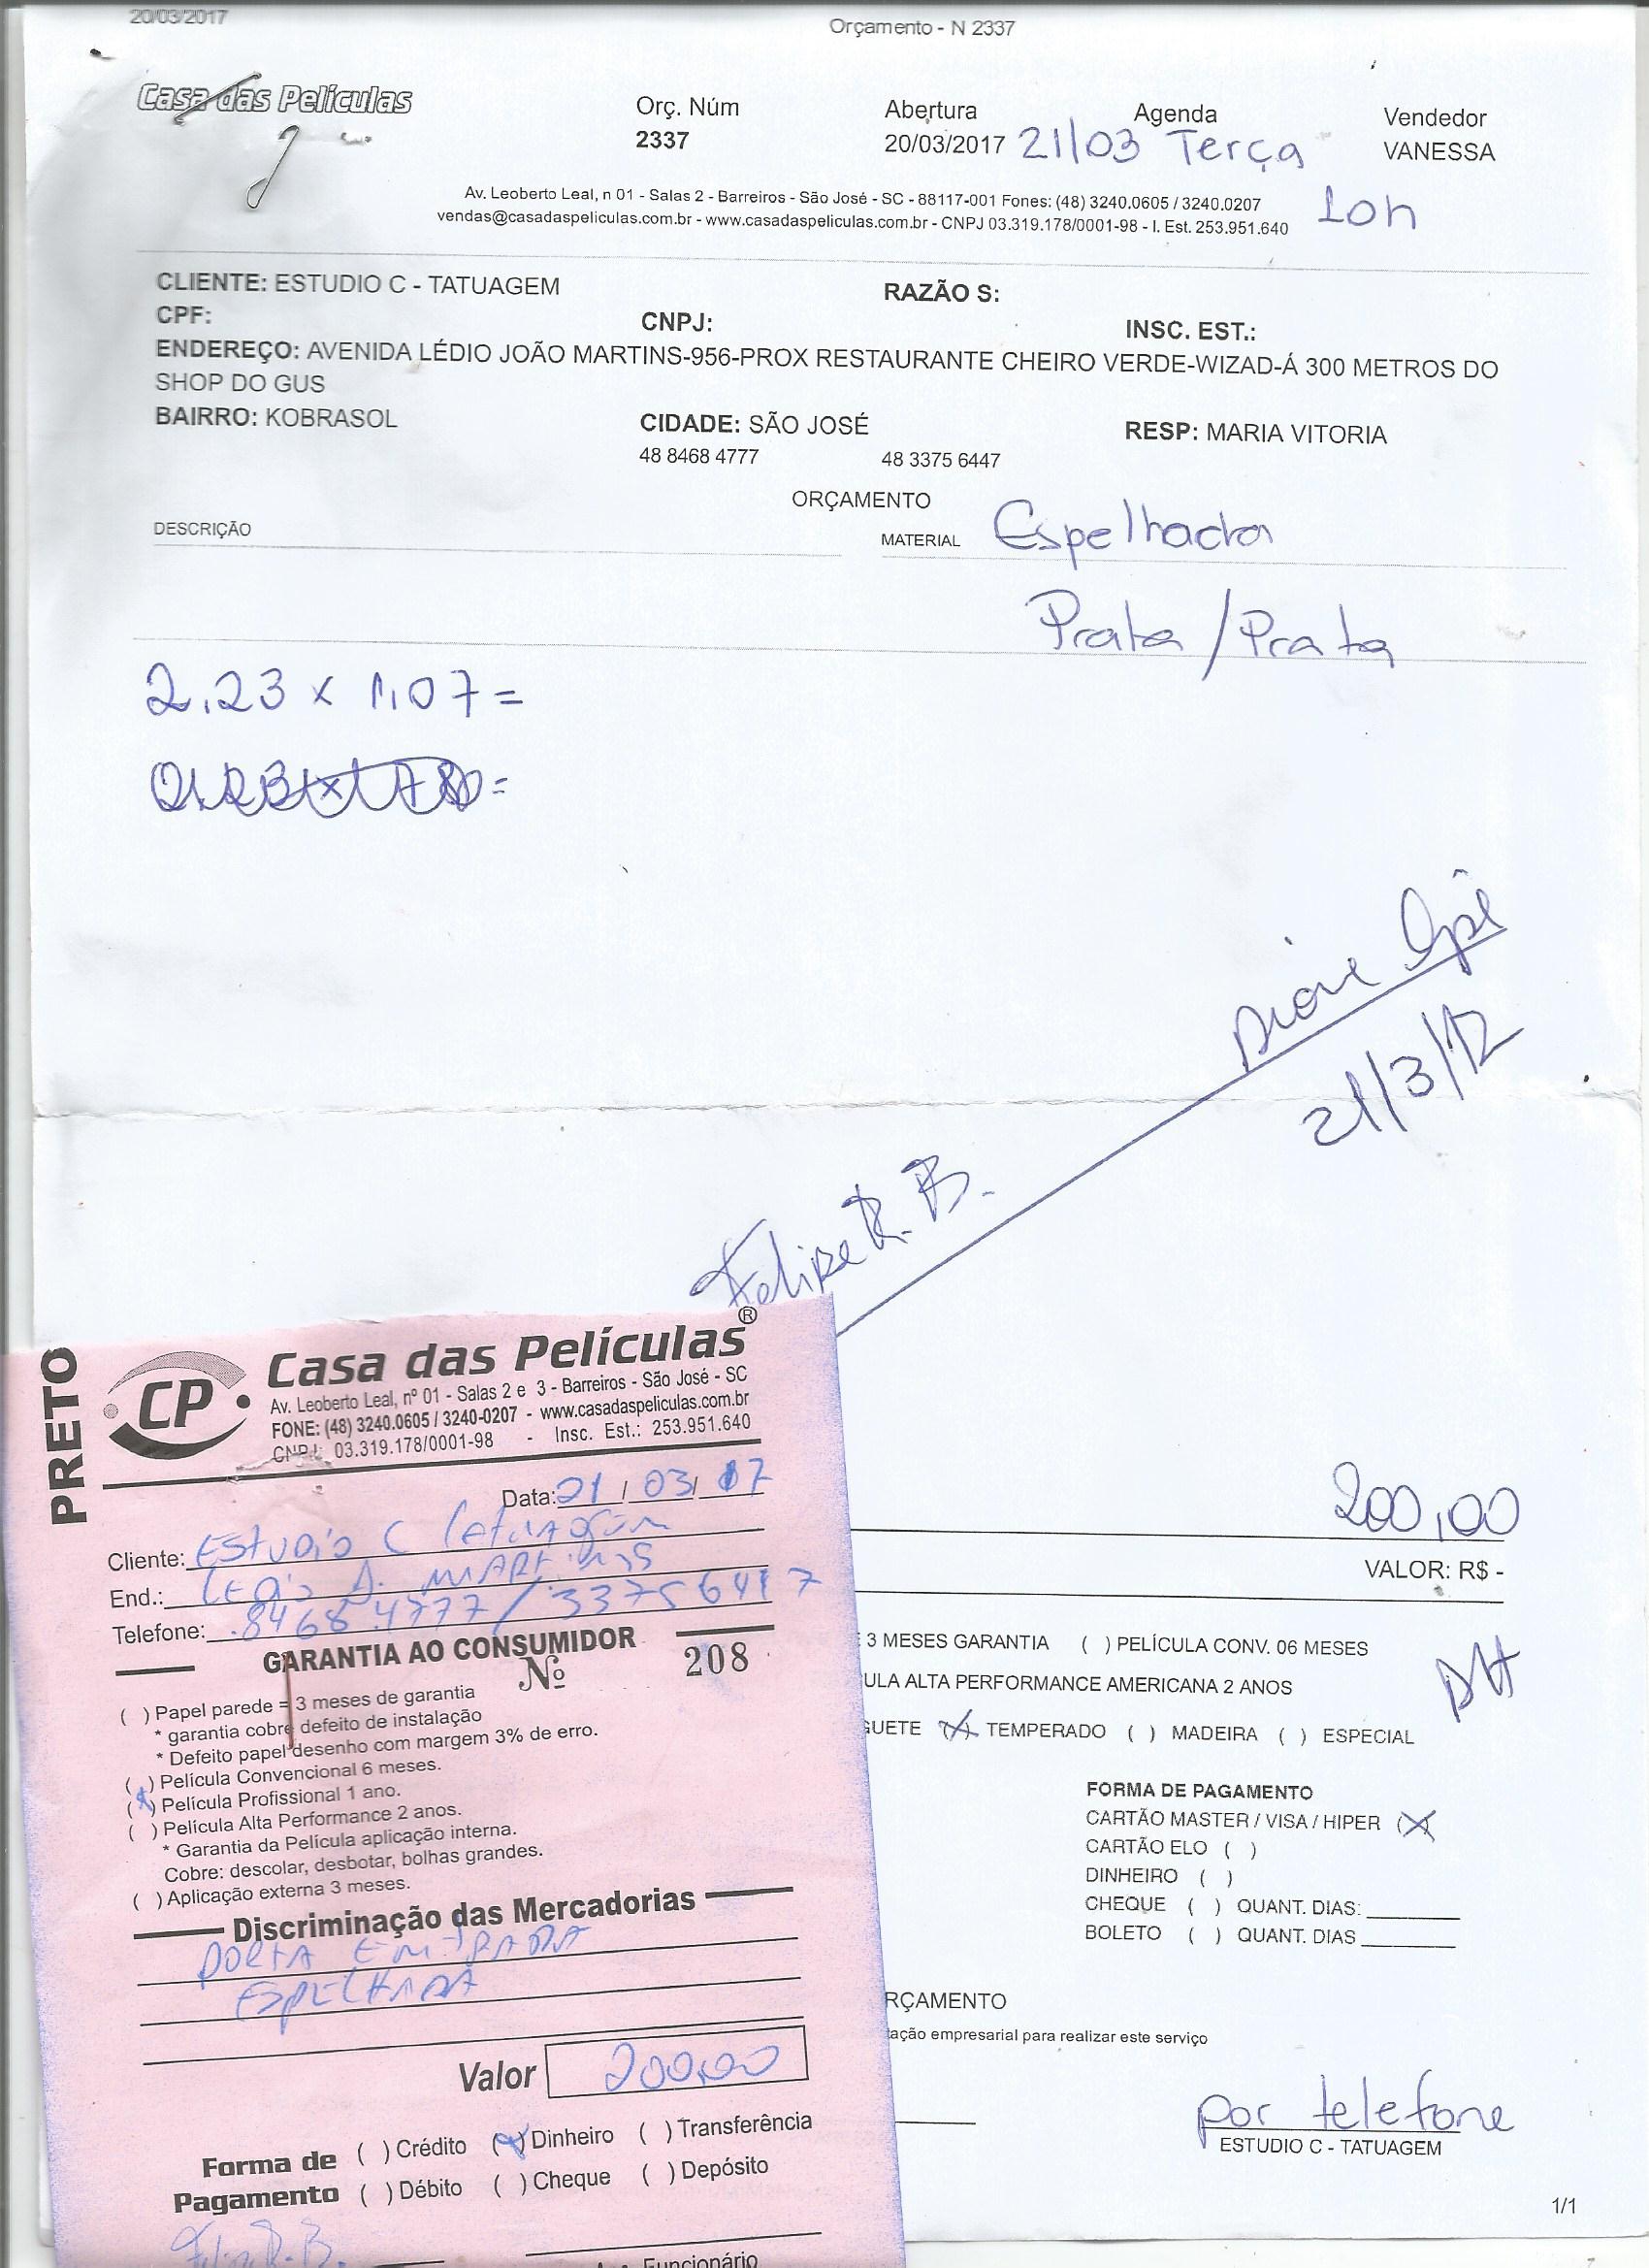 20/03/2017
Orçamento - N 2337
Casa das Películas
Orç. Núm
2337
Abertura
20/03/2017
Agenda
21/03 Terça
10h
Vendedor
VANESSA
Av. Leoberto Leal, n 01 - Salas 2 - Barreiros - São José - SC - 88117-001 Fones: (48) 3240.0605 / 3240.0207
vendas@casadaspeliculas.com.br - www.casadaspeliculas.com.br - CNPJ 03.319.178/0001-98 - I. Est. 253.951.640
CLIENTE: ESTUDIO C - TATUAGEM
RAZÃO S:
CPF:
CNPJ:
INSC. EST.:
ENDEREÇO: AVENIDA LÉDIO JOÃO MARTINS-956-PROX RESTAURANTE CHEIRO VERDE-WIZAD-Á 300 METROS DO
SHOP DO GUS
BAIRRO: KOBRASOL
CIDADE: SÃO JOSÉ
RESP: MARIA VITORIA
48 8468 4777
48 3375 6447
ORÇAMENTO
DESCRIÇÃO
MATERIAL Espelhada
Prata / Prata
2.23 x 1.07 =
21/3/17
Felipe R. B.
200,00
VALOR: R$ -
3 MESES GARANTIA ( ) PELÍCULA CONV. 06 MESES
ULA ALTA PERFORMANCE AMERICANA 2 ANOS
GUETE (X) TEMPERADO ( ) MADEIRA ( ) ESPECIAL
FORMA DE PAGAMENTO
CARTÃO MASTER / VISA / HIPER (X)
CARTÃO ELO ( )
DINHEIRO ( )
CHEQUE ( ) QUANT. DIAS:
BOLETO ( ) QUANT. DIAS
RÇAMENTO
ação empresarial para realizar este serviço
por telefone
ESTUDIO C - TATUAGEM
1/1
PRETO
CP
Casa das Películas®
Av. Leoberto Leal, nº 01 - Salas 2 e 3 - Barreiros - São José - SC
FONE: (48) 3240.0605 / 3240-0207 - www.casadaspeliculas.com.br
CNPJ: 03.319.178/0001-98 - Insc. Est.: 253.951.640
Data: 21 / 03 / 17
Cliente: Estudio C tatuagem
End.: Ledio J. martins
Telefone: 8468.4777 / 33756447
GARANTIA AO CONSUMIDOR
Nº 208
( ) Papel parede = 3 meses de garantia
* garantia cobre defeito de instalação
* Defeito papel desenho com margem 3% de erro.
( ) Película Convencional 6 meses.
(X) Película Profissional 1 ano.
( ) Película Alta Performance 2 anos.
* Garantia da Película aplicação interna.
Cobre: descolar, desbotar, bolhas grandes.
( ) Aplicação externa 3 meses.
Discriminação das Mercadorias
PORTA ENTRADA
ESPELHADA
Valor 200,00
Forma de Pagamento
( ) Crédito (X) Dinheiro ( ) Transferência
( ) Débito ( ) Cheque ( ) Depósito
Felipe R. B.
Funcionário